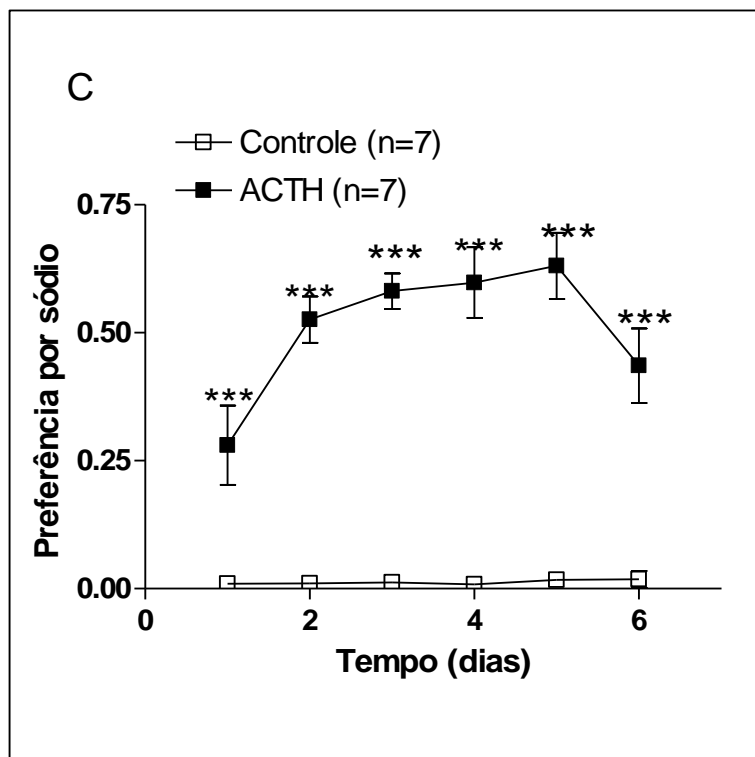 C
Controle (n=7)
ACTH (n=7)
0.75
0.50
0.25
0.00
Preferência por sódio
***
***
***
***
***
***
0
2
4
6
Tempo (dias)